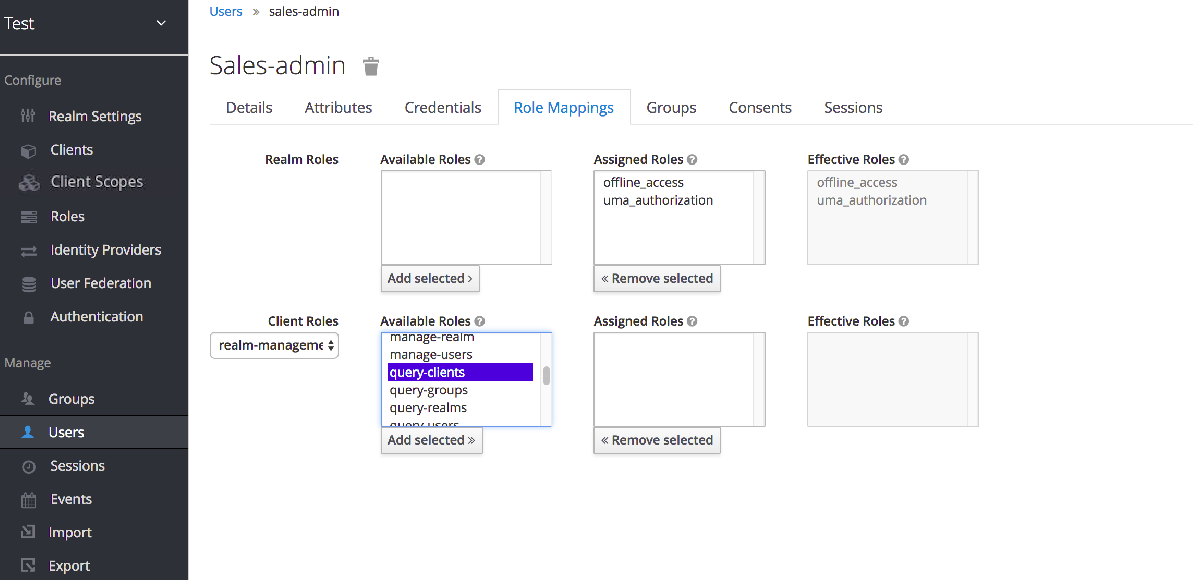 Test
Configure
Realm Settings
Clients
Client Scopes
Roles
Identity Providers
User Federation
Authentication
Manage
Groups
Users
Sessions
Events
Import
Export
Users » sales-admin
Sales-admin
Details Attributes Credentials Role Mappings Groups Consents Sessions
Realm Roles
Available Roles ?
Add selected ›
Assigned Roles ?
offline_access
uma_authorization
« Remove selected
Effective Roles ?
offline_access
uma_authorization
Client Roles
realm-manageme
Available Roles ?
manage-realm
manage-users
query-clients
query-groups
query-realms
query-users
Add selected »
Assigned Roles ?
« Remove selected
Effective Roles ?